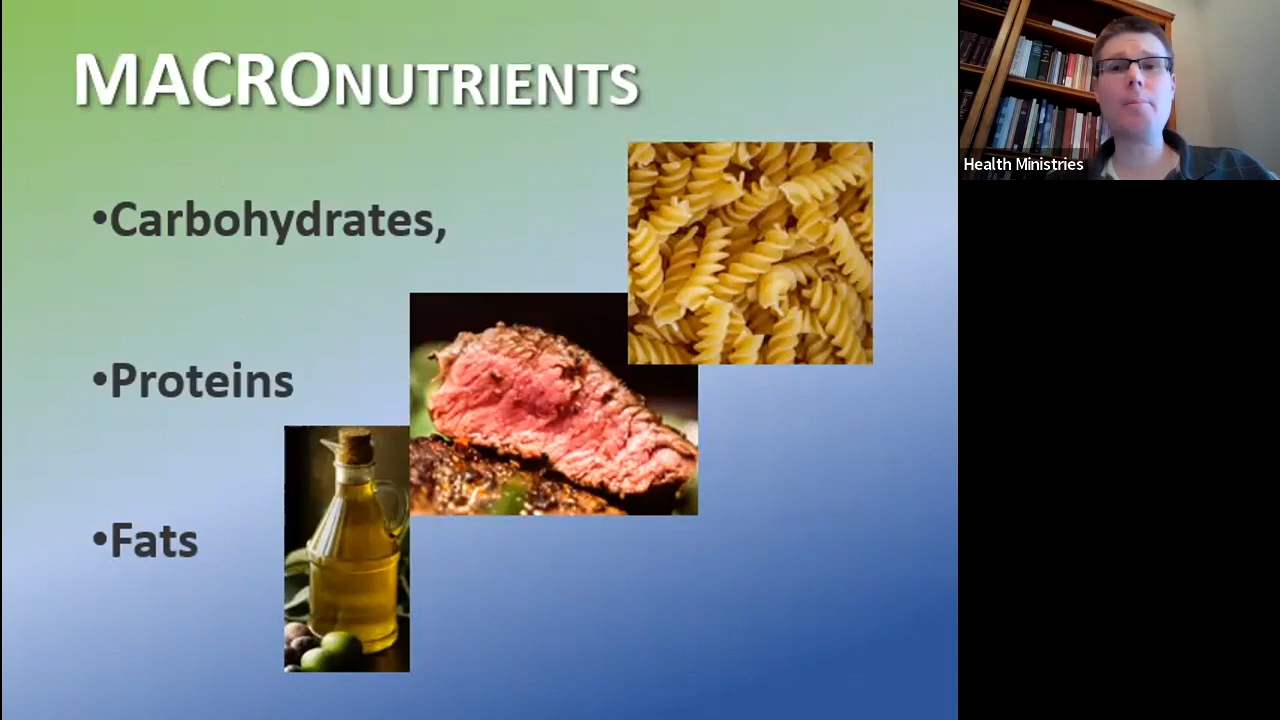 MACRONUTRIENTS
•Carbohydrates,
•Proteins
•Fats
Health Ministries